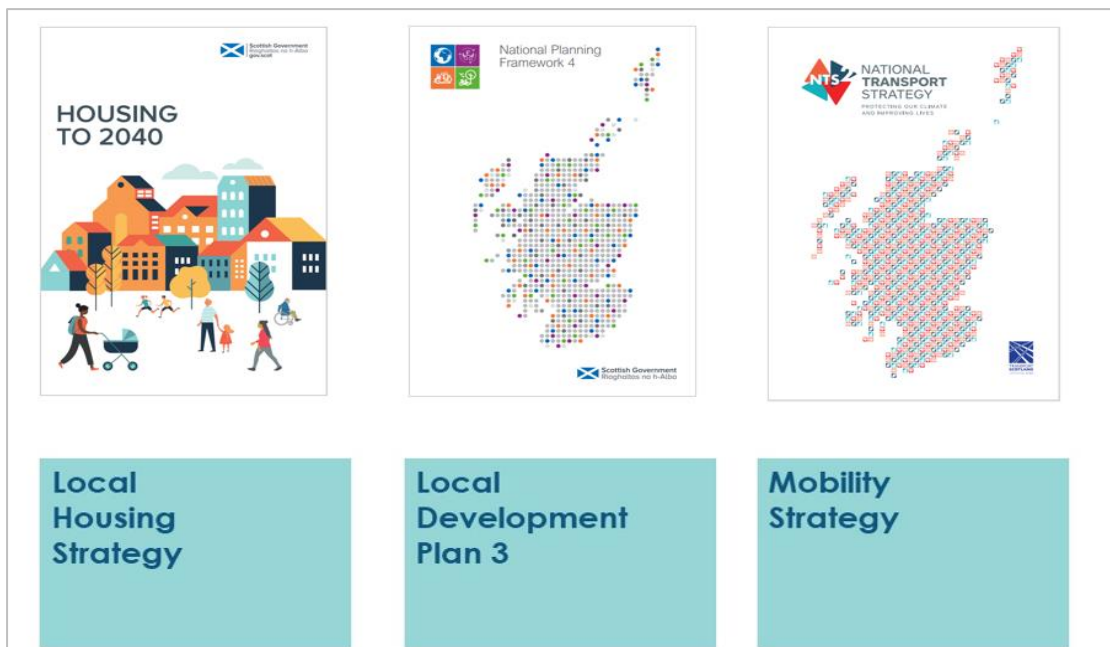 Scottish Government
Riaghaltas na h-Alba
gov.scot
HOUSING
TO 2040
National Planning
Framework 4
Scottish Government
Riaghaltas na h-Alba
NTS2
NATIONAL
TRANSPORT
STRATEGY
PROTECTING OUR CLIMATE
AND IMPROVING LIVES
TRANSPORT
SCOTLAND
Local
Housing
Strategy
Local
Development
Plan 3
Mobility
Strategy